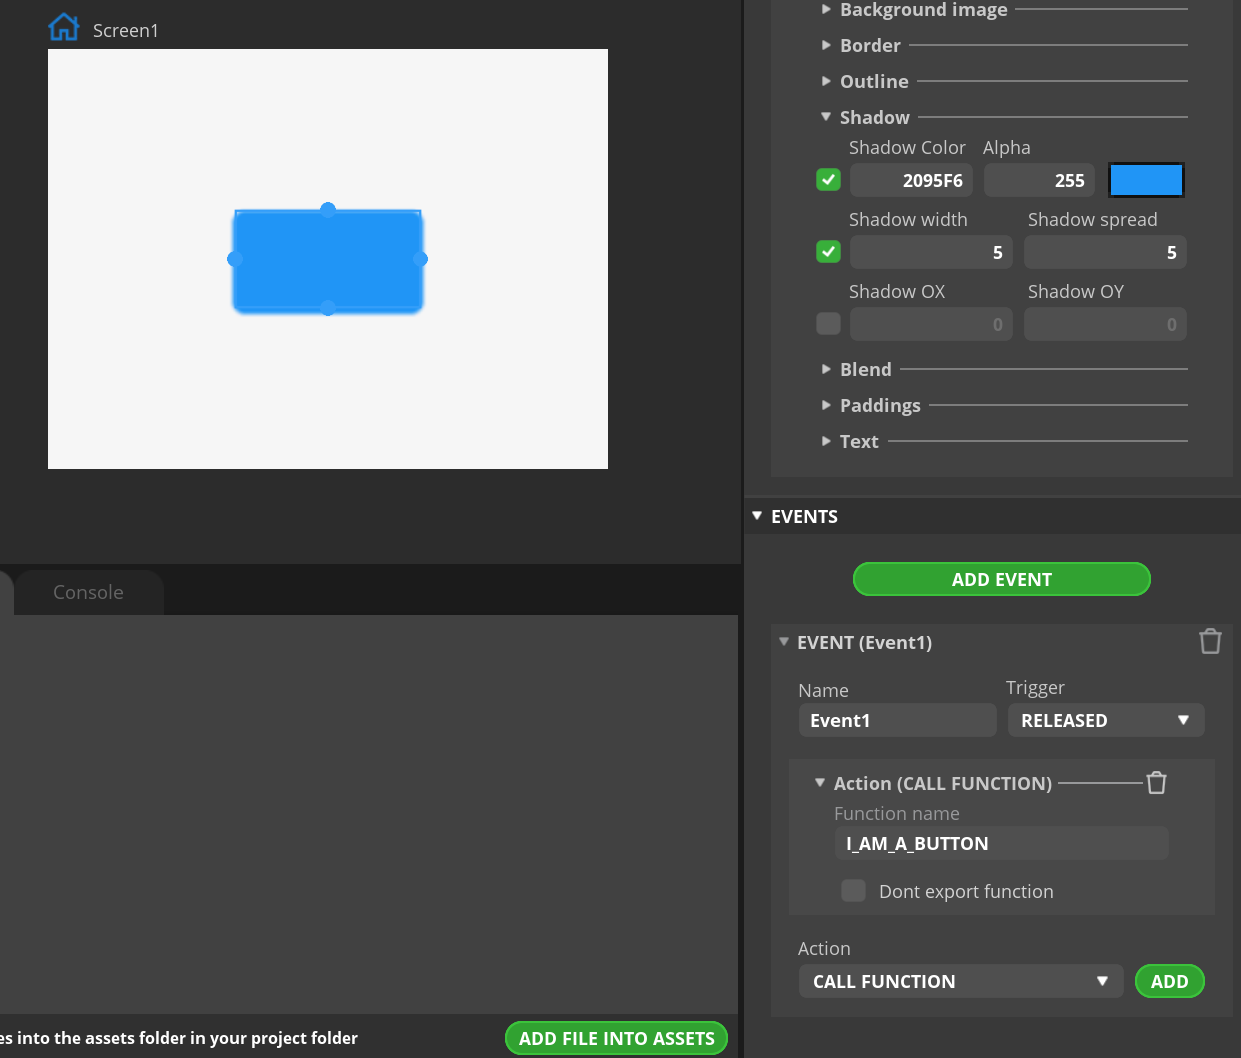 Screen1
Background image
Border
Outline
Shadow
Shadow Color Alpha
2095F6 255
Shadow width Shadow spread
5 5
Shadow OX Shadow OY
0 0
Blend
Paddings
Text
EVENTS
ADD EVENT
EVENT (Event1)
Name Trigger
Event1 RELEASED
Action (CALL FUNCTION)
Function name
I_AM_A_BUTTON
Dont export function
Action
CALL FUNCTION ADD
Console
es into the assets folder in your project folder ADD FILE INTO ASSETS